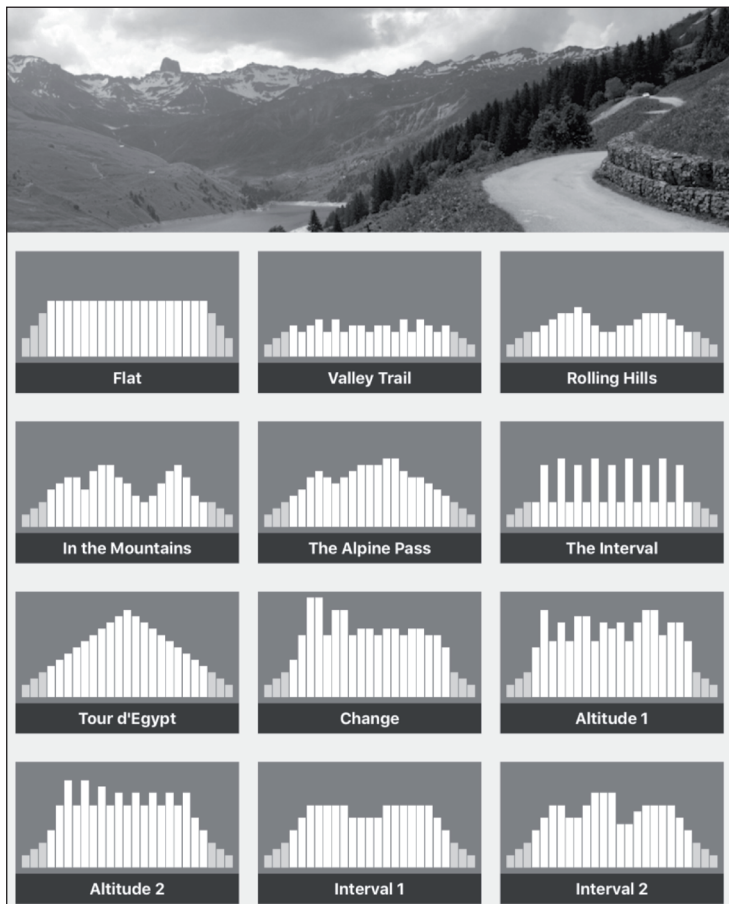 Flat
Valley Trail
Rolling Hills
In the Mountains
The Alpine Pass
The Interval
Tour d'Egypt
Change
Altitude 1
Altitude 2
Interval 1
Interval 2